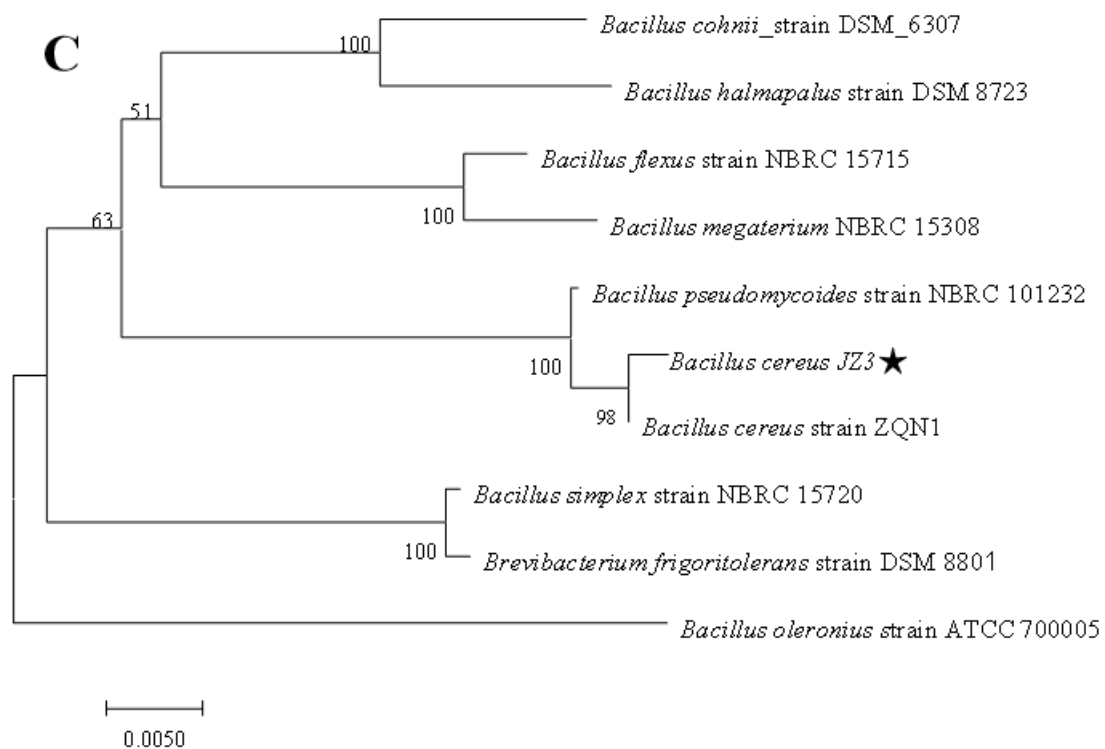 Bacillus cohnii_strain DSM_6307
C
100
Bacillus halmapalus strain DSM 8723
51
Bacillus flexus strain NBRC 15715
100
Bacillus megaterium NBRC 15308
63
Bacillus pseudomycoides strain NBRC 101232
Bacillus cereus JZ3★
100
98
Bacillus cereus strain ZQN1
Bacillus simplex strain NBRC 15720
100
Brevibacterium frigoritolerans strain DSM 8801
Bacillus oleronius strain ATCC 700005
0.0050